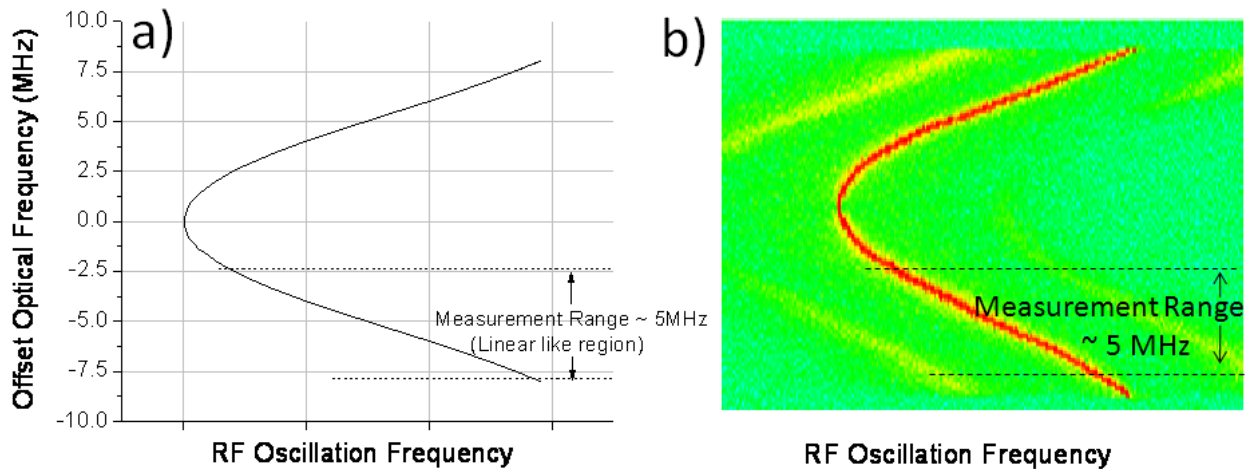 a)
10.0
7.5
5.0
2.5
0.0
-2.5
-5.0
-7.5
-10.0
Offset Optical Frequency (MHz)
Measurement Range ~ 5MHz
(Linear like region)
RF Oscillation Frequency
b)
Measurement Range
~ 5 MHz
RF Oscillation Frequency